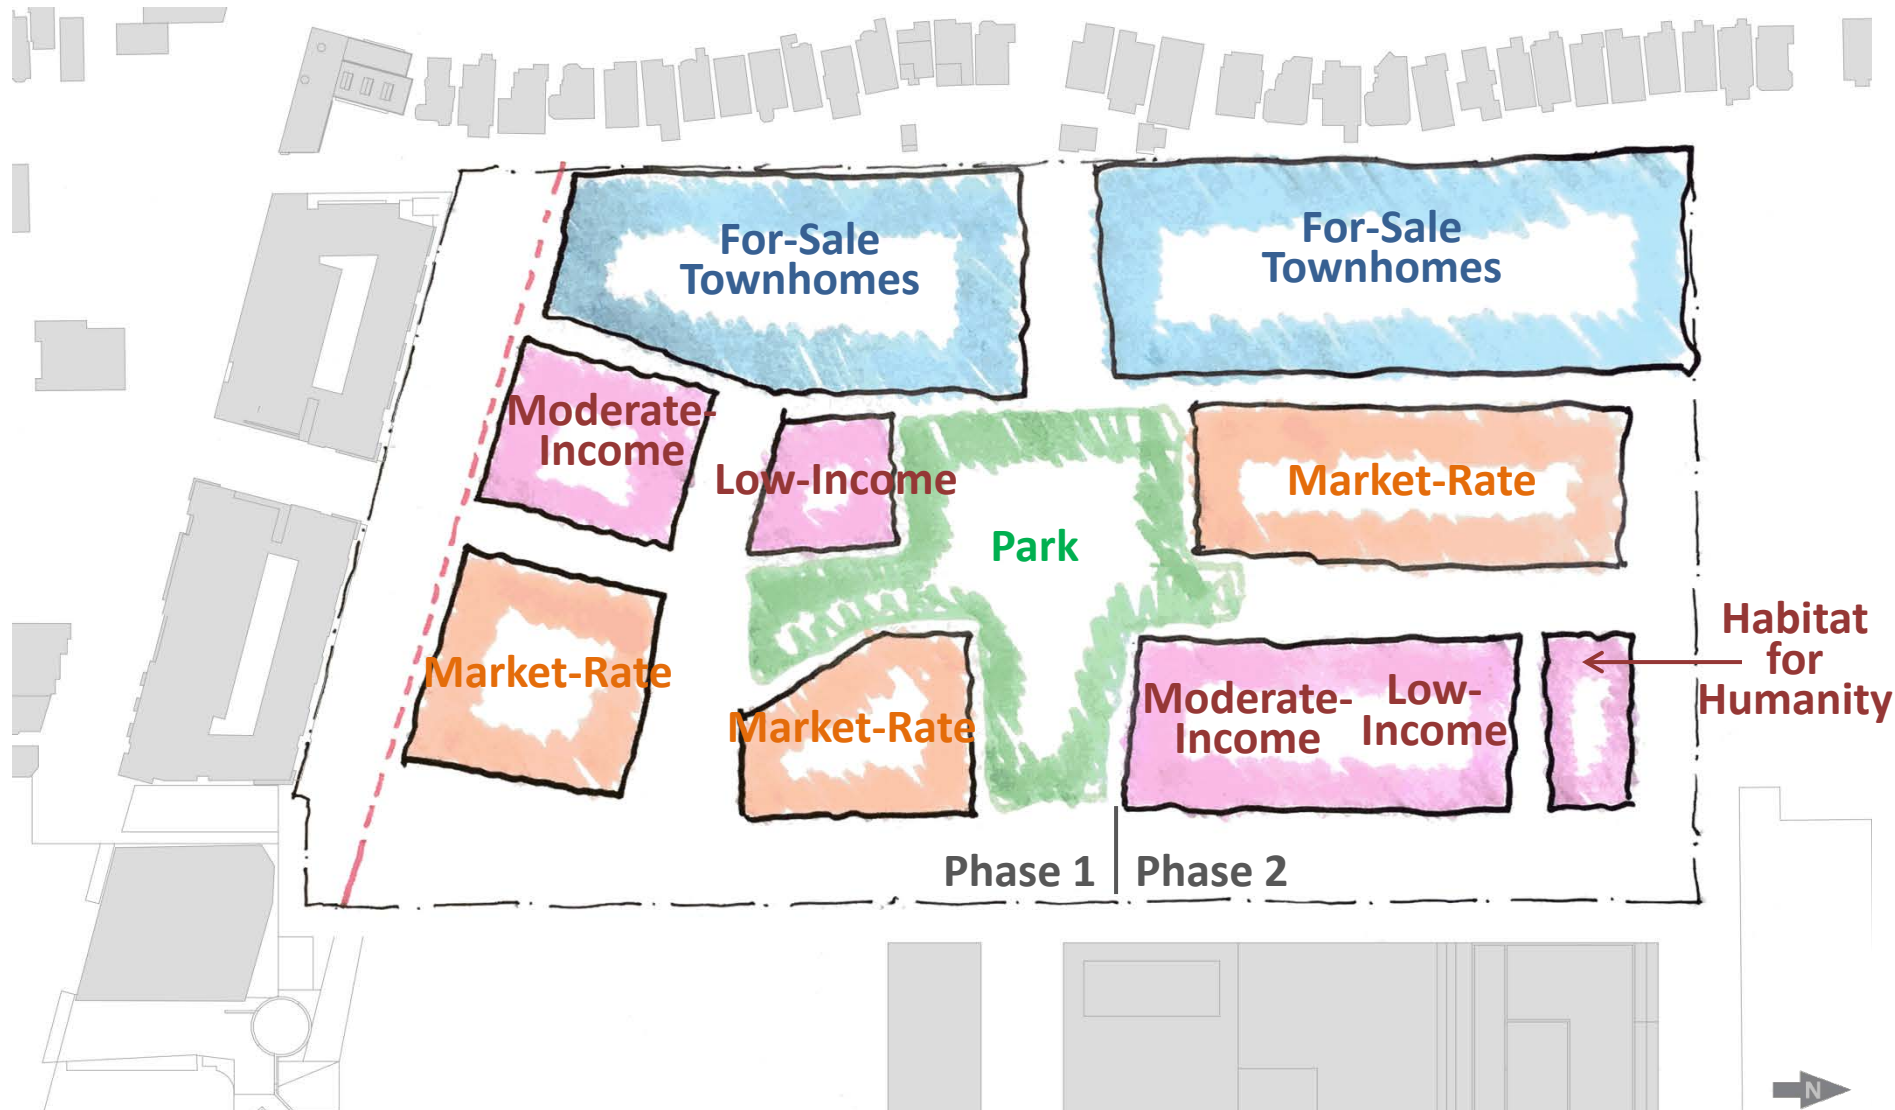 For-Sale
Townhomes
For-Sale
Townhomes
Moderate-
Income
Low-Income
Market-Rate
Park
Market-Rate
Market-Rate
Moderate-
Income
Low-
Income
Habitat
for
Humanity
Phase 1
Phase 2
N